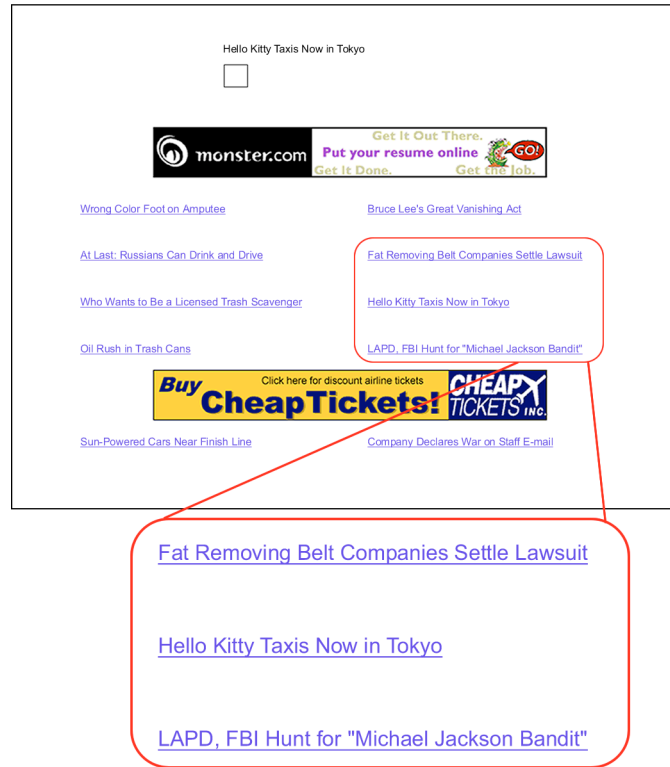 Hello Kitty Taxis Now in Tokyo
monster.com
Get It Out There.
Put your resume online
GO!
Get It Done. Get the Job.
Wrong Color Foot on Amputee
Bruce Lee's Great Vanishing Act
At Last: Russians Can Drink and Drive
Fat Removing Belt Companies Settle Lawsuit
Who Wants to Be a Licensed Trash Scavenger
Hello Kitty Taxis Now in Tokyo
Oil Rush in Trash Cans
LAPD, FBI Hunt for "Michael Jackson Bandit"
Buy
Click here for discount airline tickets
CheapTickets!
CHEAP
TICKETS INC.
Sun-Powered Cars Near Finish Line
Company Declares War on Staff E-mail
Fat Removing Belt Companies Settle Lawsuit
Hello Kitty Taxis Now in Tokyo
LAPD, FBI Hunt for "Michael Jackson Bandit"